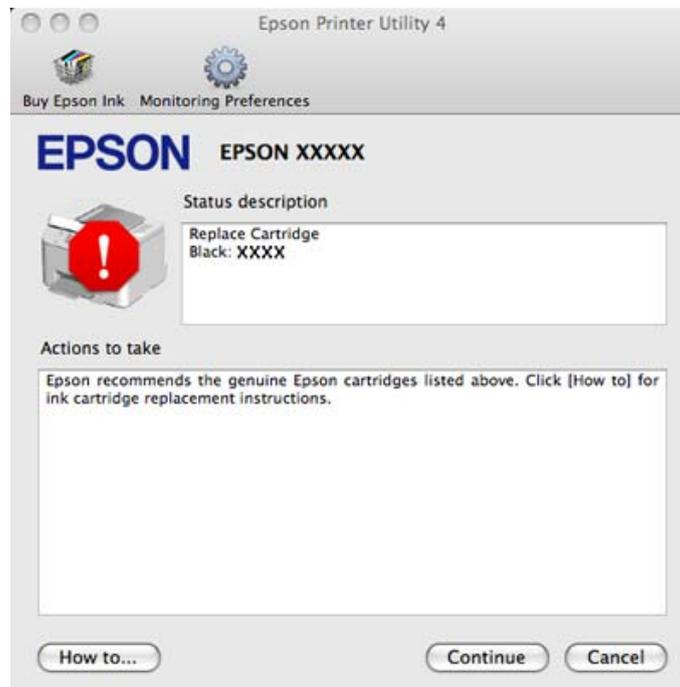 Epson Printer Utility 4
Buy Epson Ink Monitoring Preferences
EPSON EPSON XXXXX
Status description
Replace Cartridge
Black: XXXX
!
Actions to take
Epson recommends the genuine Epson cartridges listed above. Click [How to] for
ink cartridge replacement instructions.
How to... Continue Cancel